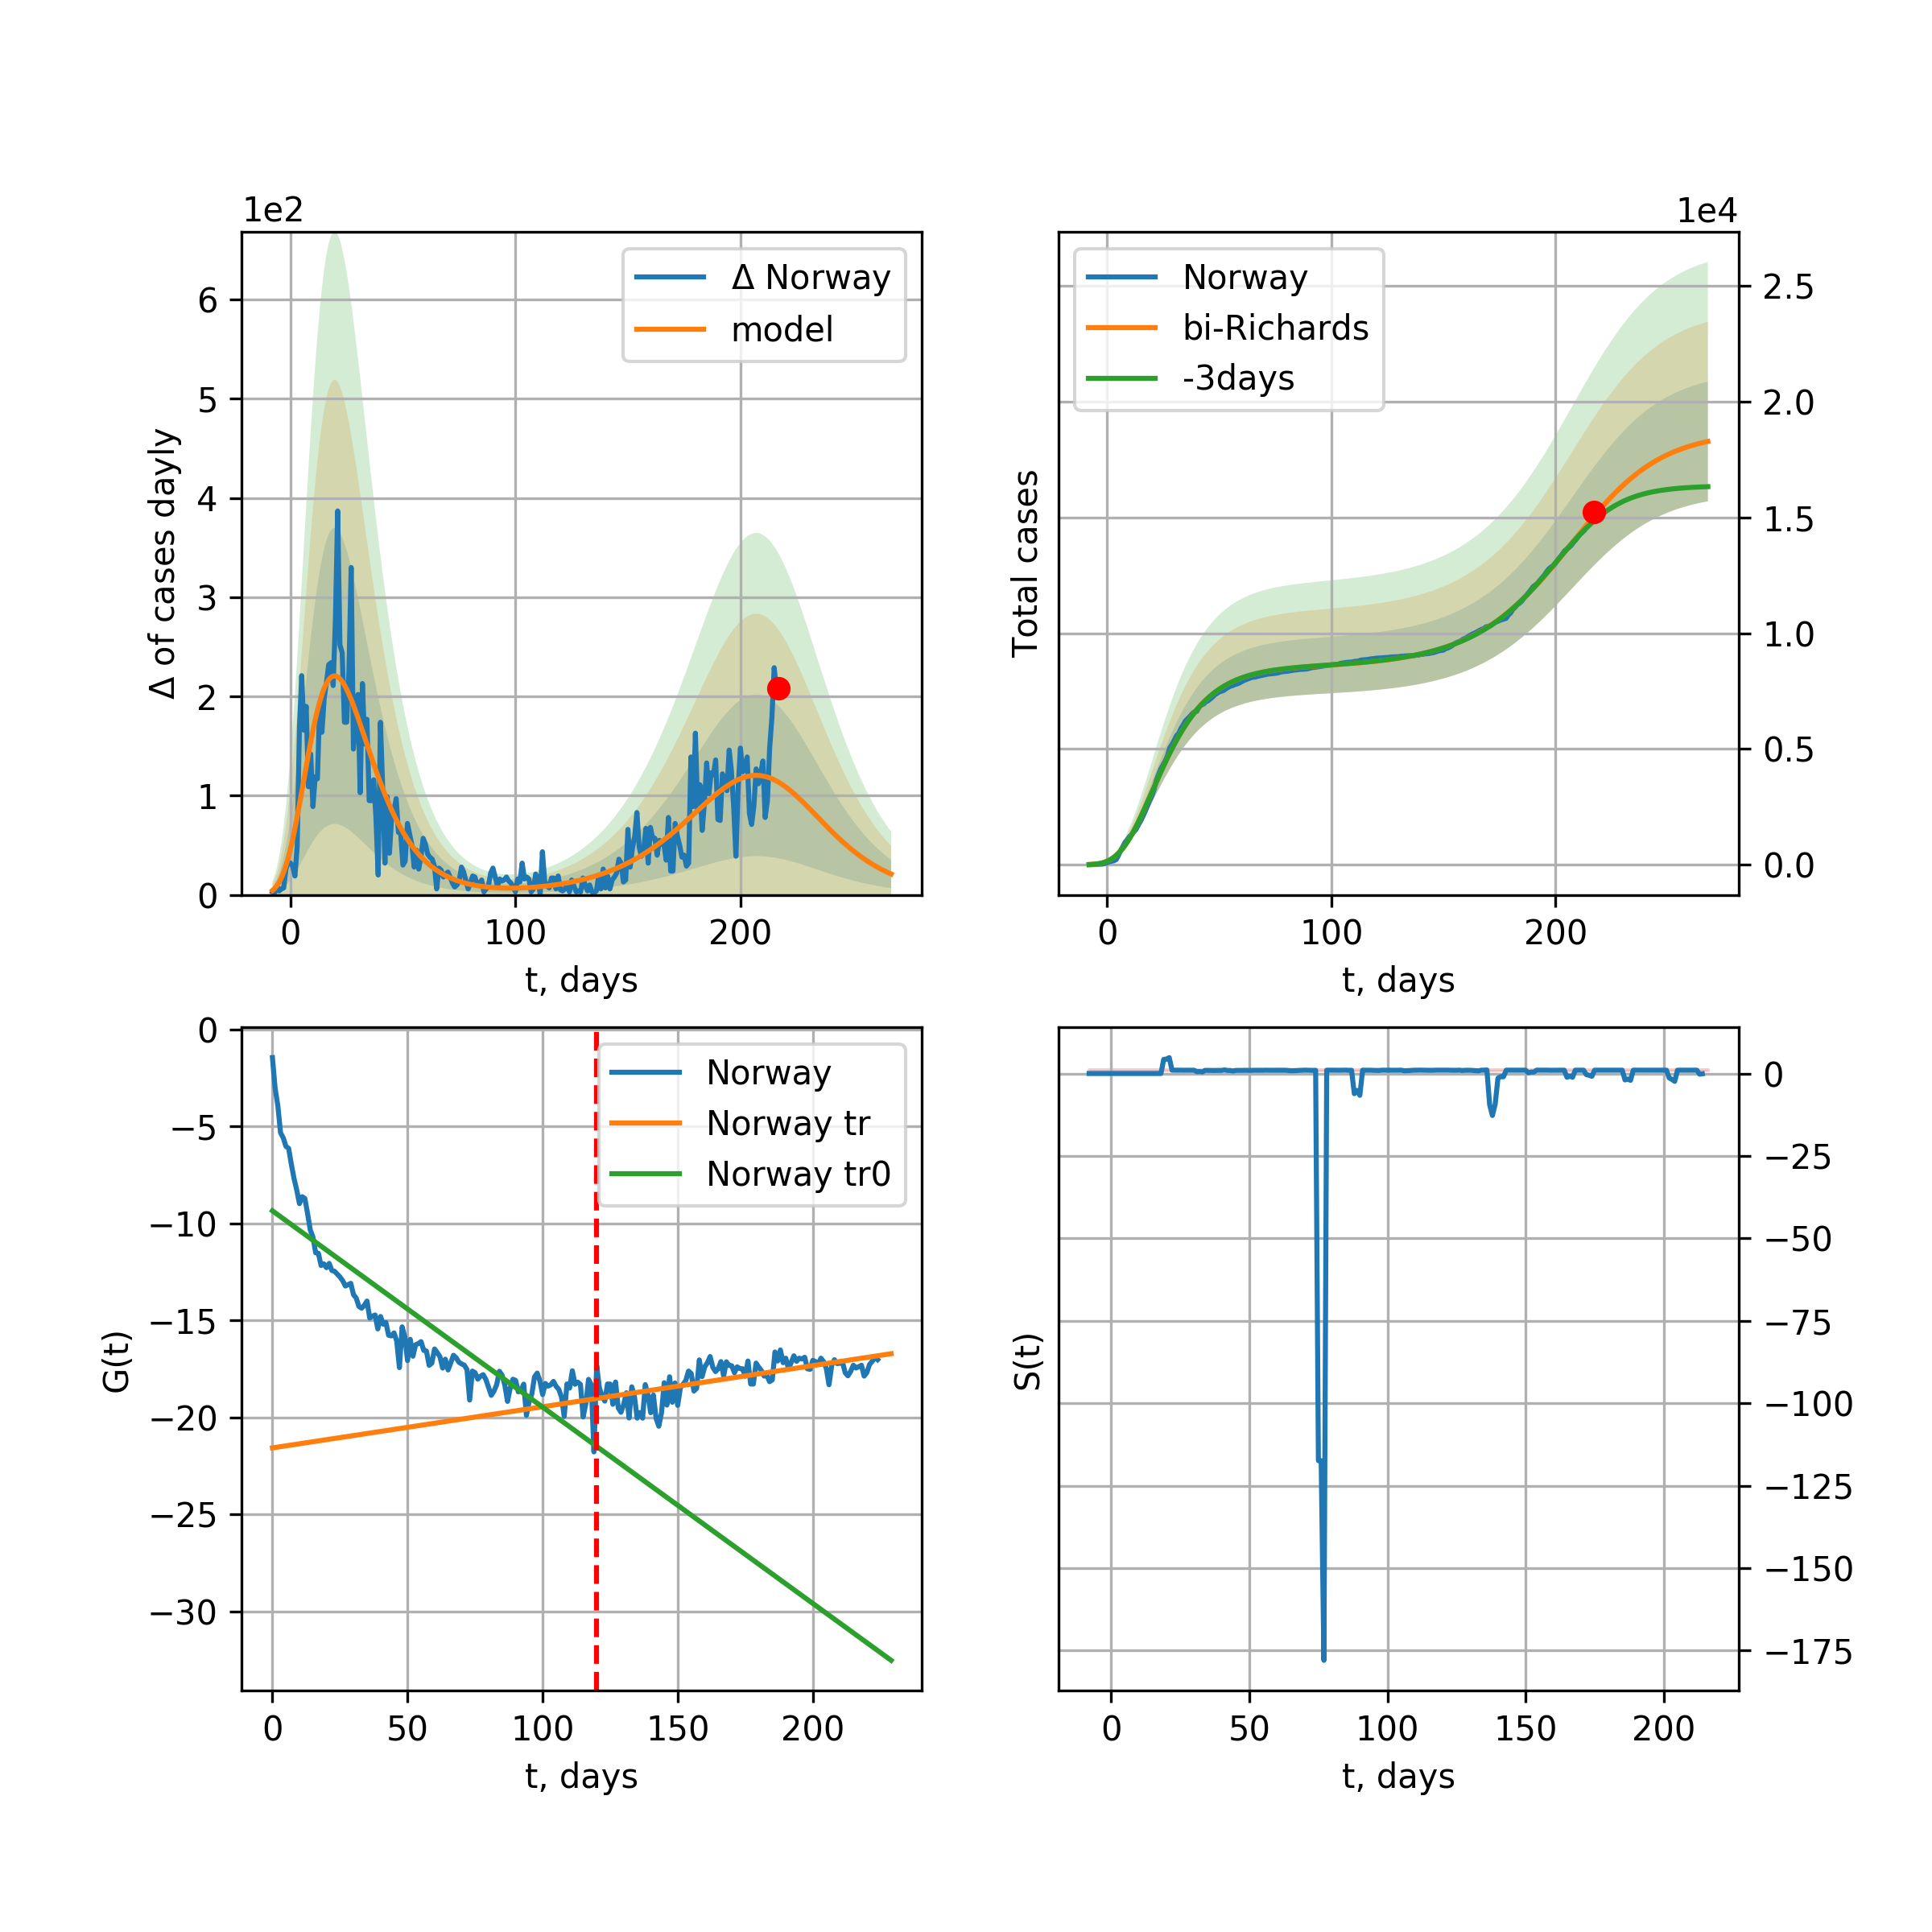 1e2
Δ of cases dayly
6
5
4
3
2
1
0
Δ Norway
model
0 100 200
t, days
1e4
Total cases
Norway
bi-Richards
-3days
2.5
2.0
1.5
1.0
0.5
0.0
0 100 200
t, days
G(t)
0
−5
−10
−15
−20
−25
−30
Norway
Norway tr
Norway tr0
0 50 100 150 200
t, days
S(t)
0
−25
−50
−75
−100
−125
−150
−175
0 50 100 150 200
t, days